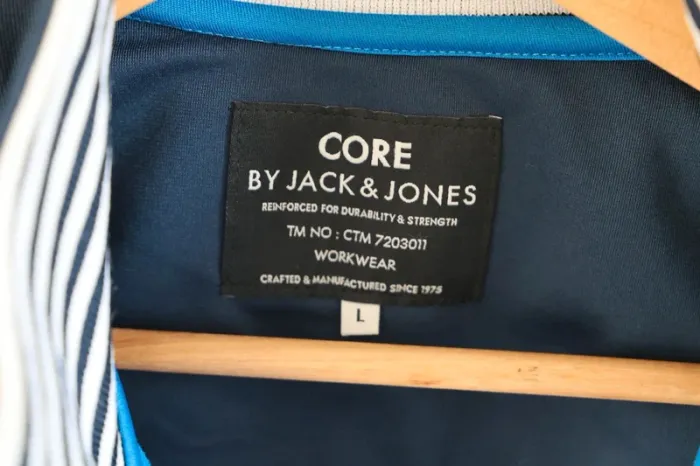 CORE
BY JACK & JONES
REINFORCED FOR DURABILITY & STRENGTH
TM NO : CTM 7203011
WORKWEAR
CRAFTED & MANUFACTURED SINCE 1975
L